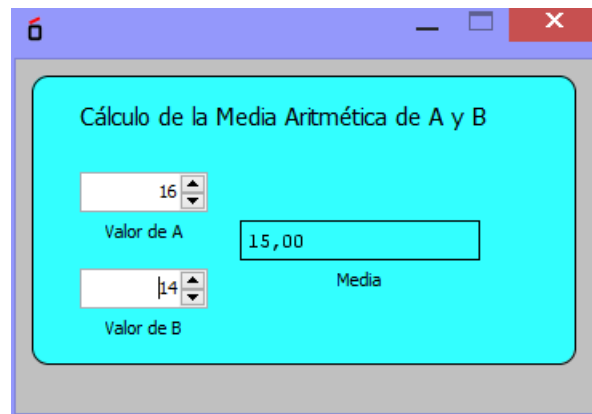 Cálculo de la Media Aritmética de A y B
16
Valor de A
15,00
Media
14
Valor de B